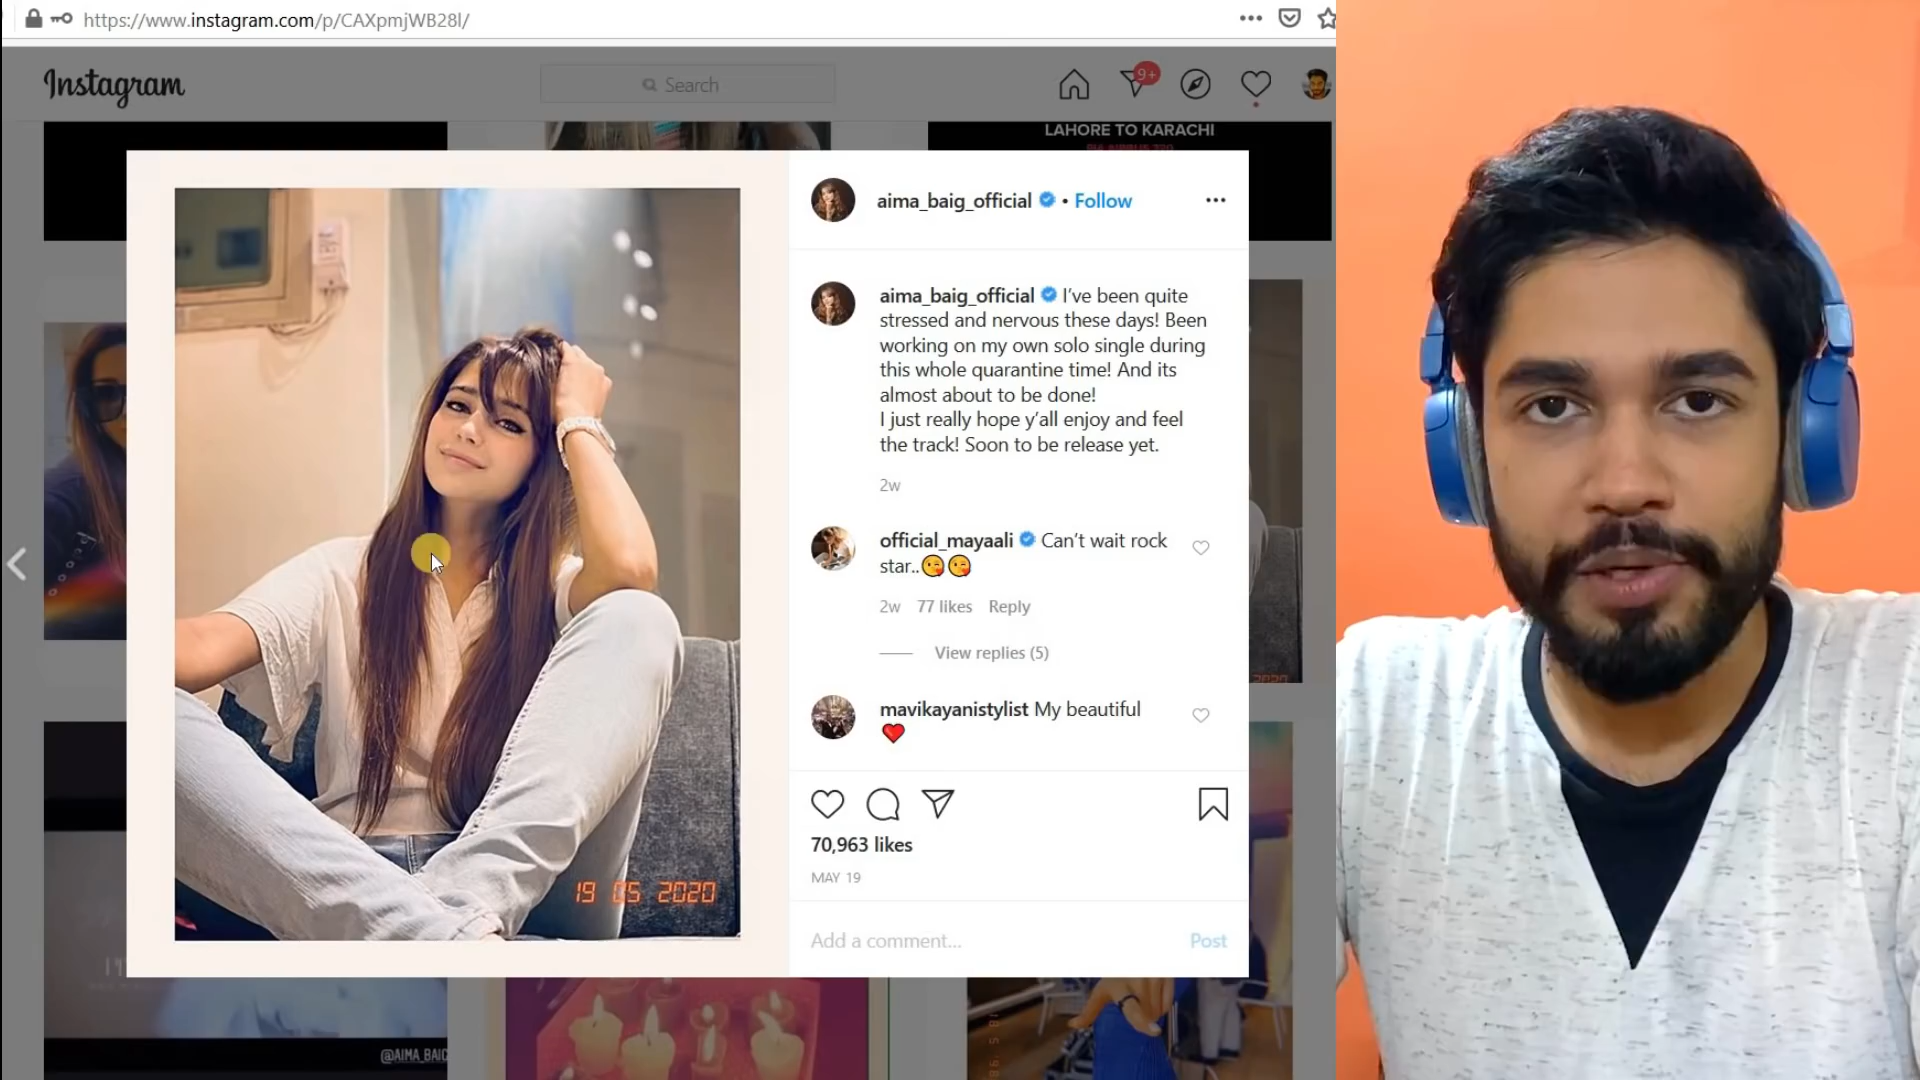 https://www.instagram.com/p/CAXpmjWB28l/
Instagram
Search
9+
LAHORE TO KARACHI
aima_baig_official • Follow
aima_baig_official I've been quite
stressed and nervous these days! Been
working on my own solo single during
this whole quarantine time! And its
almost about to be done!
I just really hope y'all enjoy and feel
the track! Soon to be release yet.
2w
official_mayaali Can't wait rock
star..😘😘
2w 77 likes Reply
View replies (5)
mavikayanistylist My beautiful
❤️
70,963 likes
MAY 19
Add a comment... Post
19 05 2020
2020
@AIMA_BAIG